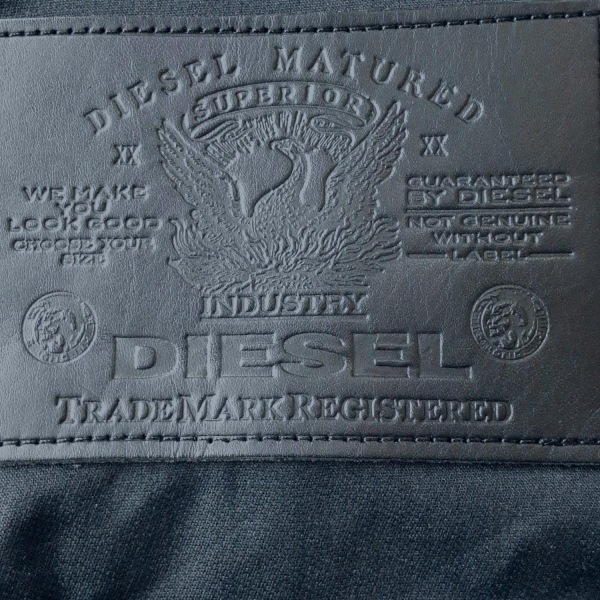 DIESEL MATURED
SUPERIOR
XX
XX
WE MAKE
YOU
LOOK GOOD
CHOOSE YOUR
SIZE
GUARANTEED
BY DIESEL
NOT GENUINE
WITHOUT
LABEL
INDUSTRY
DIESEL
TRADEMARK REGISTERED